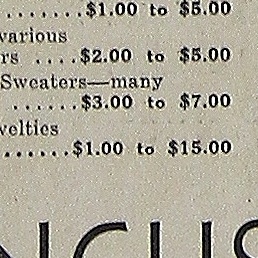 .......$1.00 to $5.00
various
rs ....$2.00 to $5.00
Sweaters—many
......$3.00 to $7.00
velties
......$1.00 to $15.00
NGUS